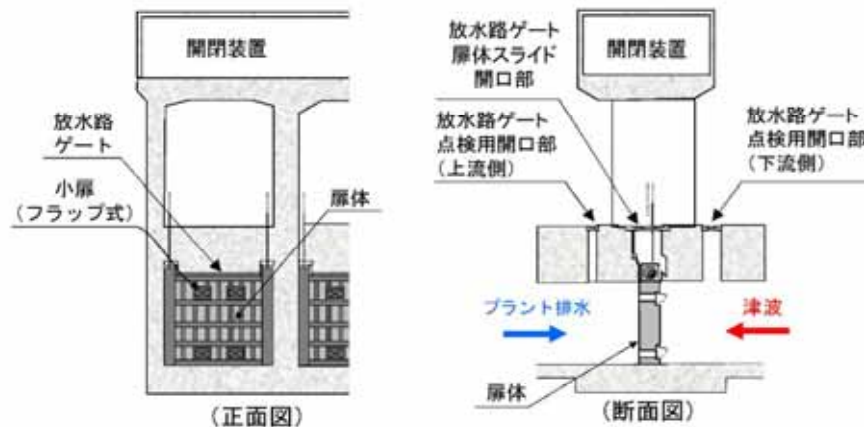 開閉装置
放水路
ゲート
小扉
(フラップ式)
扉体
(正面図)
放水路ゲート
扉体スライド
開口部
開閉装置
放水路ゲート
点検用開口部
(上流側)
放水路ゲート
点検用開口部
(下流側)
プラント排水
津波
扉体
(断面図)